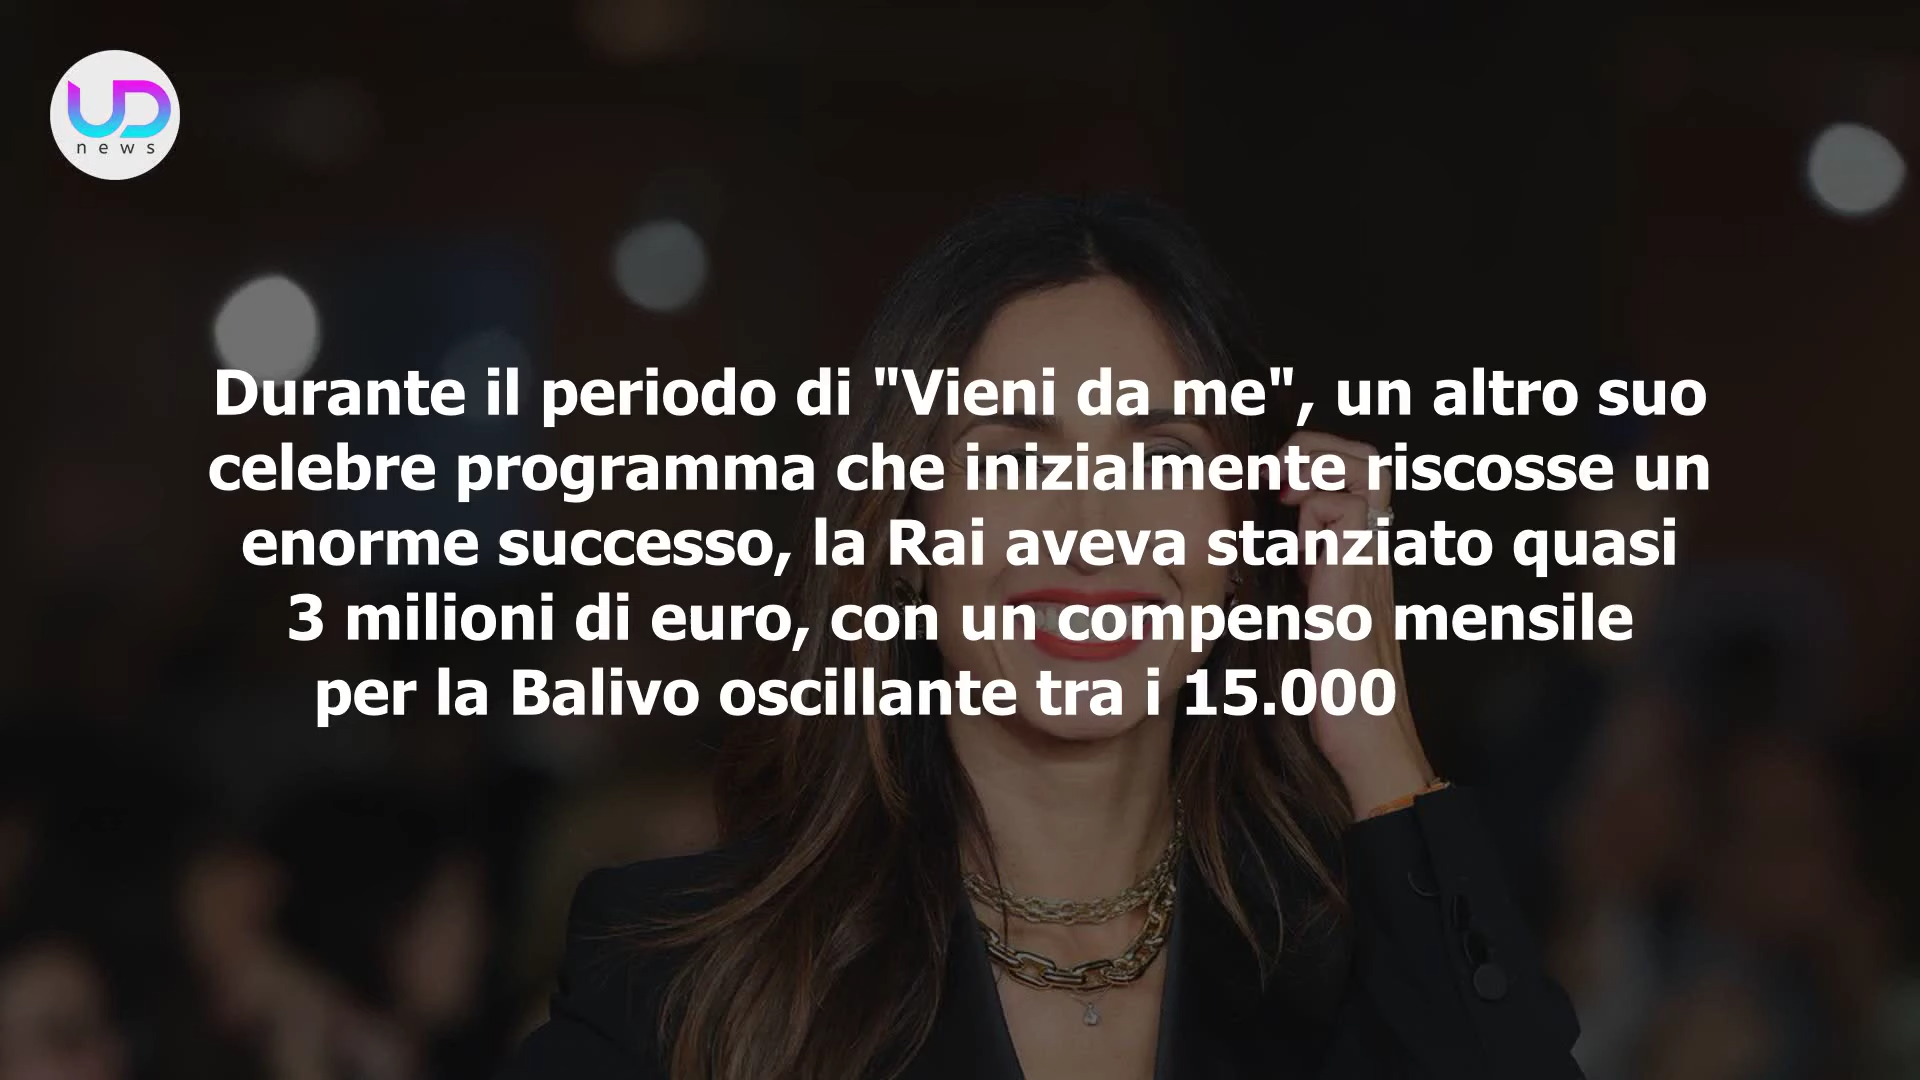 UD
news
Durante il periodo di "Vieni da me", un altro suo
celebre programma che inizialmente riscosse un
enorme successo, la Rai aveva stanziato quasi
3 milioni di euro, con un compenso mensile
per la Balivo oscillante tra i 15.000